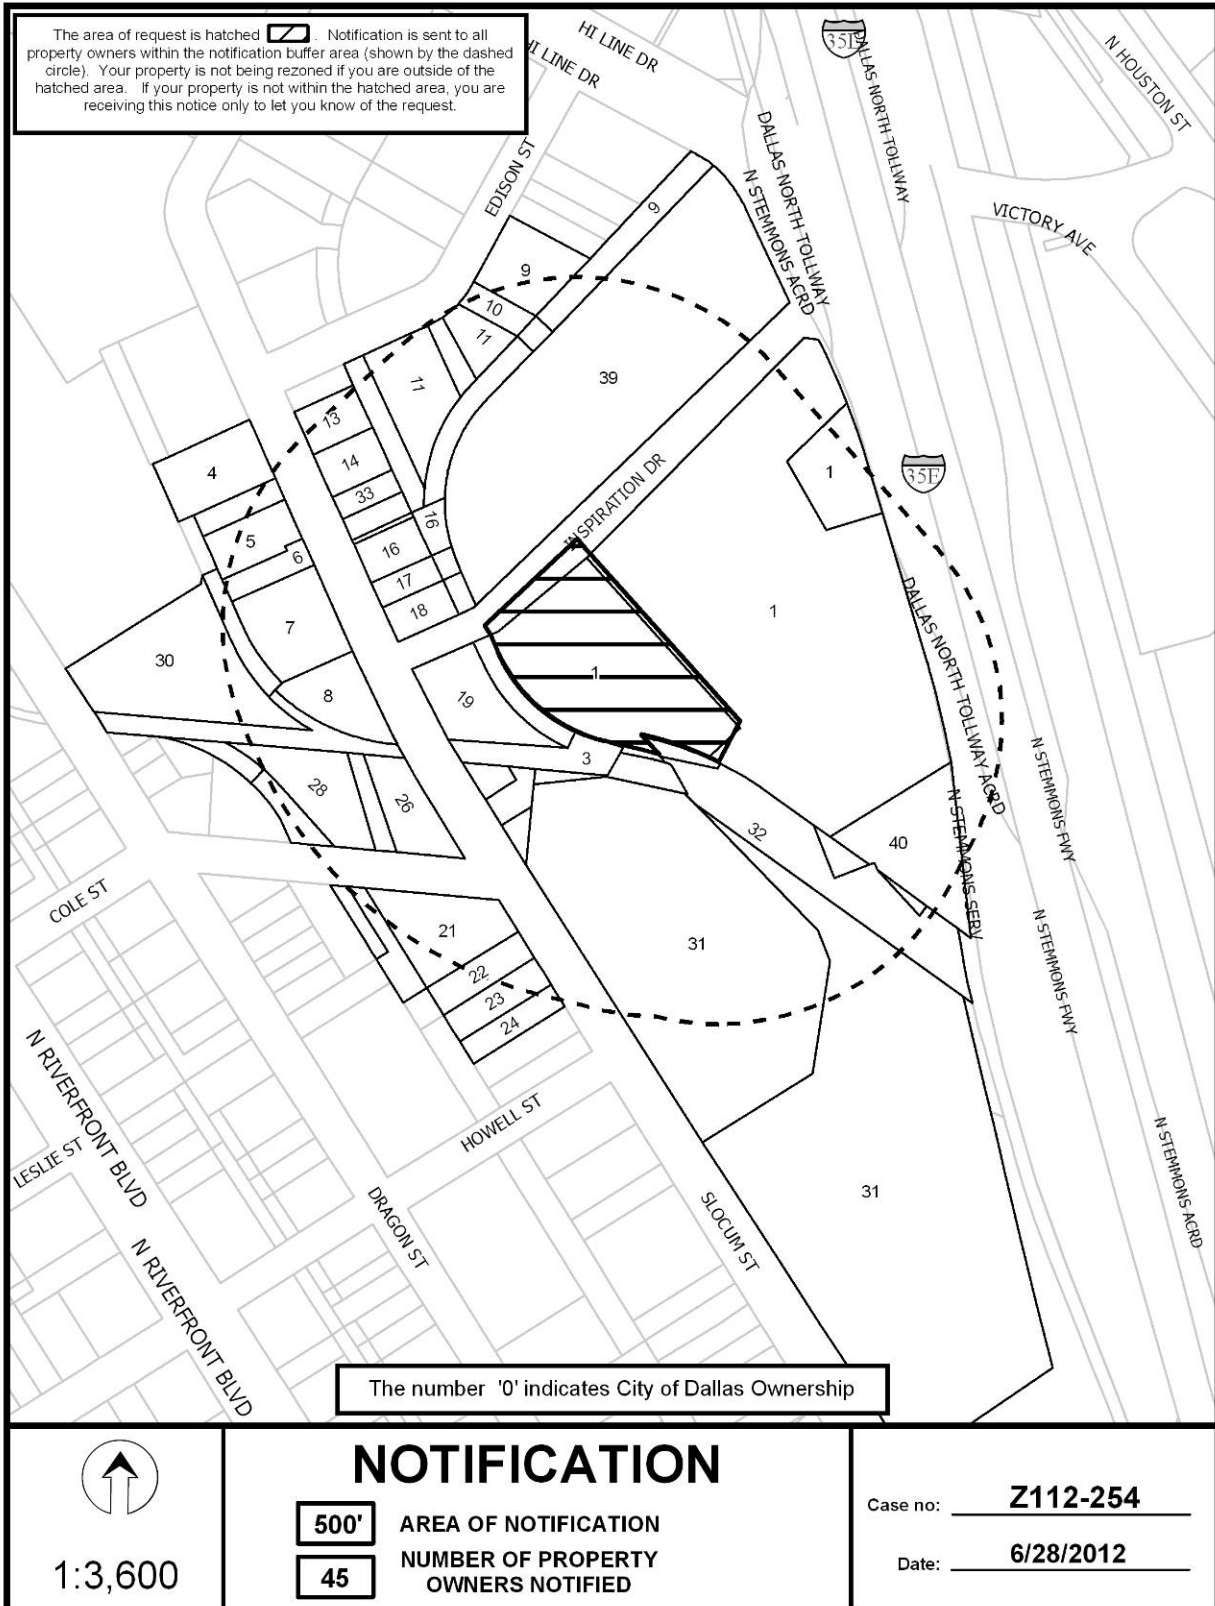 The area of request is hatched . Notification is sent to all
property owners within the notification buffer area (shown by the dashed
circle). Your property is not being rezoned if you are outside of the
hatched area. If your property is not within the hatched area, you are
receiving this notice only to let you know of the request.
HI LINE DR
HI LINE DR
35E
DALLAS NORTH TOLLWAY
N HOUSTON ST
EDISON ST
DALLAS NORTH TOLLWAY
N STEMMONS ACRD
VICTORY AVE
9
9
10
11
11
39
13
14
33
4
5
6
16
16
17
18
INSPIRATION DR
1
35E
1
7
30
8
19
1
3
DALLAS NORTH TOLLWAY ACRD
N STEMMONS FWY
28
26
32
40
N STEMMONS SERV
COLE ST
21
22
23
24
31
N STEMMONS FWY
N RIVERFRONT BLVD
LESLIE ST
HOWELL ST
DRAGON ST
SLOCUM ST
31
N STEMMONS ACRD
N RIVERFRONT BLVD
The number '0' indicates City of Dallas Ownership
1:3,600
NOTIFICATION
500' AREA OF NOTIFICATION
45 NUMBER OF PROPERTY
OWNERS NOTIFIED
Case no: Z112-254
Date: 6/28/2012